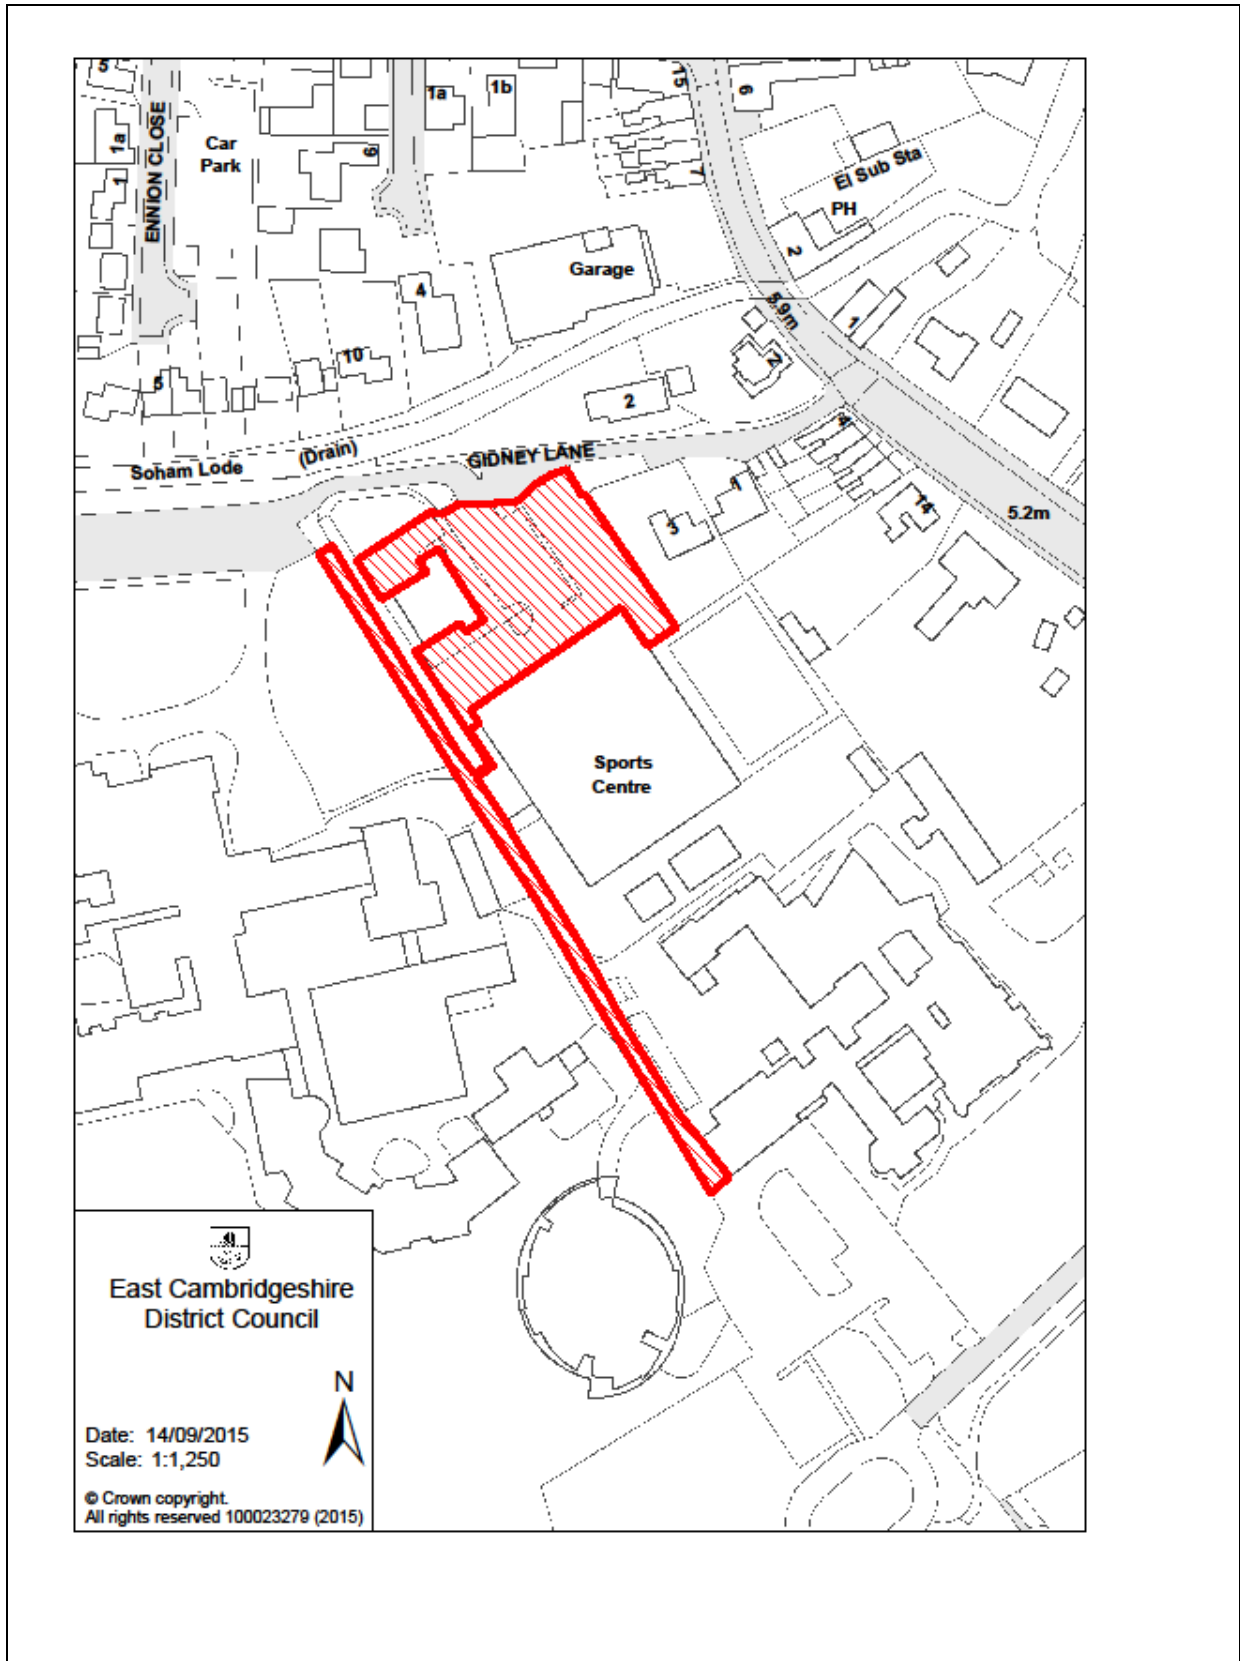 5
15
6
1a
1b
Car
Park
1a
ENNION CLOSE
6
1
7
El Sub Sta
PH
2
Garage
4
5.9m
1
10
2
5
2
4
GIDNEY LANE
(Drain)
Soham Lode
1
14
3
5.2m
Sports
Centre
East Cambridgeshire
District Council
N
Date: 14/09/2015
Scale: 1:1,250
© Crown copyright.
All rights reserved 100023279 (2015)